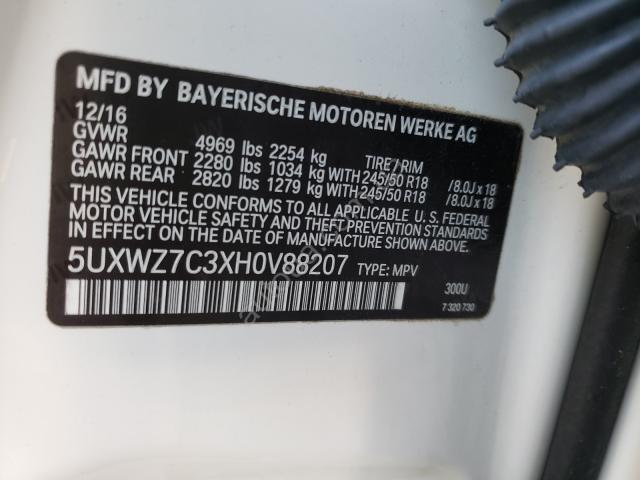 MFD BY BAYERISCHE MOTOREN WERKE AG
12/16
GVWR 4969 lbs 2254 kg TIRE / RIM
GAWR FRONT 2280 lbs 1034 kg WITH 245/50 R18 / 8.0J x 18
GAWR REAR 2820 lbs 1279 kg WITH 245/50 R18 / 8.0J x 18
THIS VEHICLE CONFORMS TO ALL APPLICABLE U. S. FEDERAL
MOTOR VEHICLE SAFETY AND THEFT PREVENTION STANDARDS
IN EFFECT ON THE DATE OF MANUFACTURE SHOWN ABOVE.
5UXWZ7C3XH0V88207 TYPE: MPV
300U
7 320 730